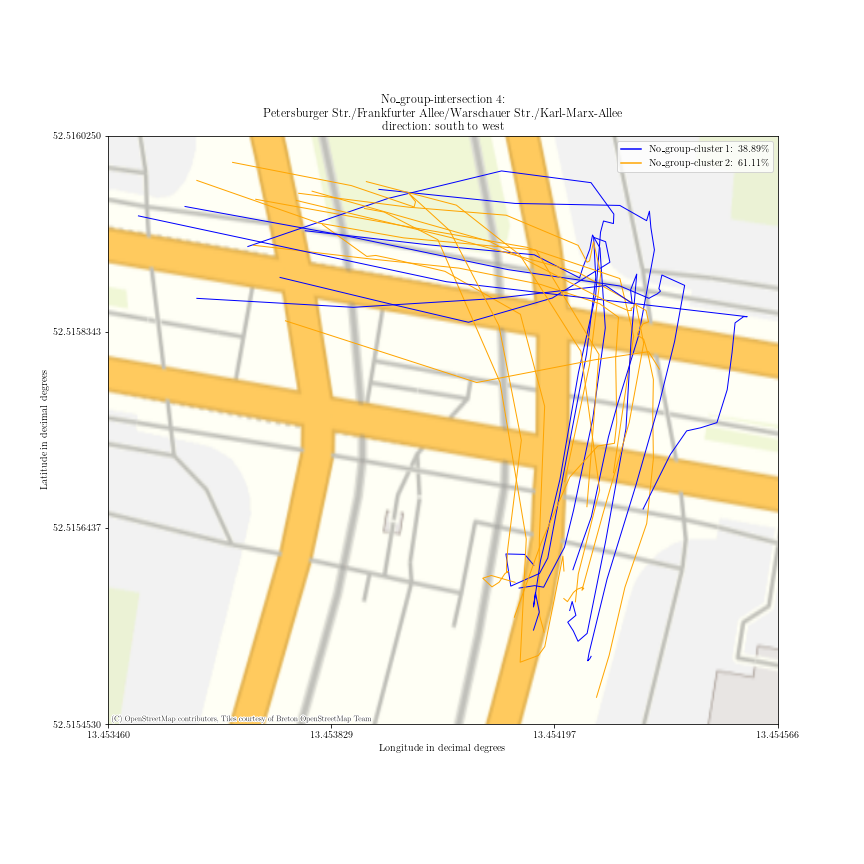 No_group-intersection 4:
Petersburger Str./Frankfurter Allee/Warschauer Str./Karl-Marx-Allee
direction: south to west
No_group-cluster 1: 38.89%
No_group-cluster 2: 61.11%
52.5160250
52.5158343
52.5156437
52.5154530
Latitude in decimal degrees
(C) OpenStreetMap contributors, Tiles courtesy of Breton OpenStreetMap Team
13.453460
13.453829
13.454197
13.454566
Longitude in decimal degrees